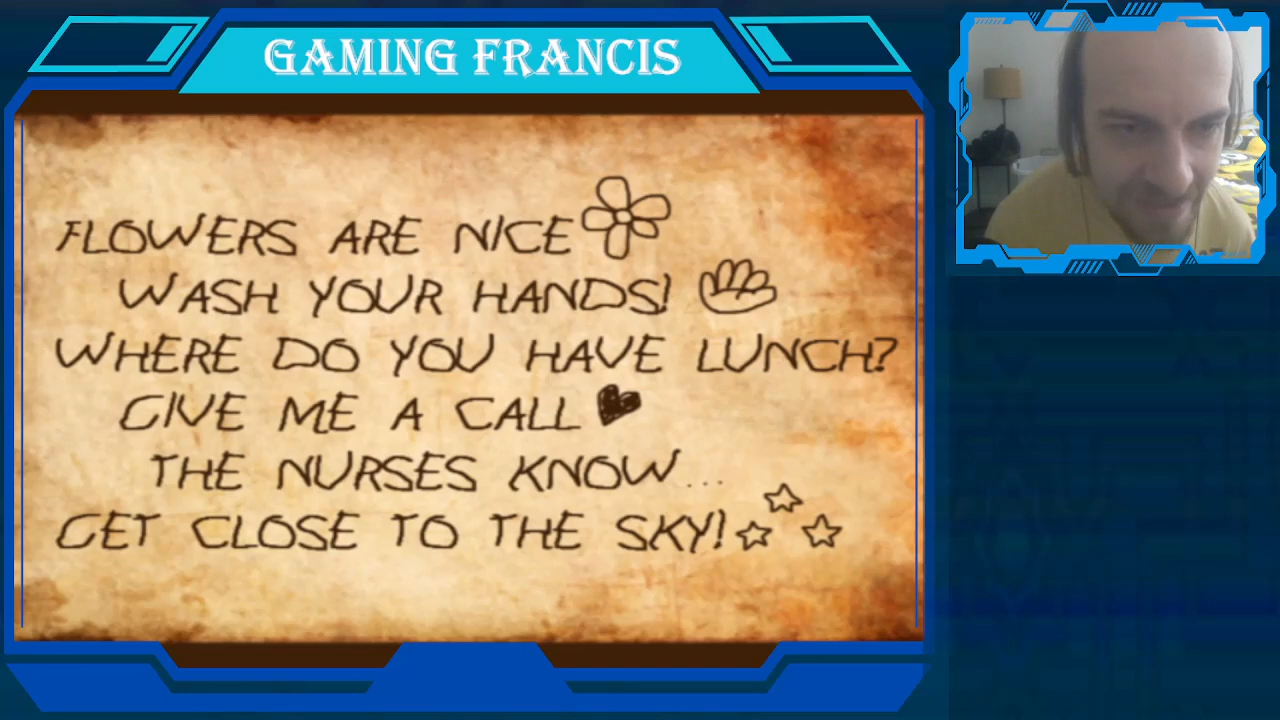 GAMING FRANCIS
FLOWERS ARE NICE
WASH YOUR HANDS!
WHERE DO YOU HAVE LUNCH?
GIVE ME A CALL
THE NURSES KNOW...
GET CLOSE TO THE SKY!